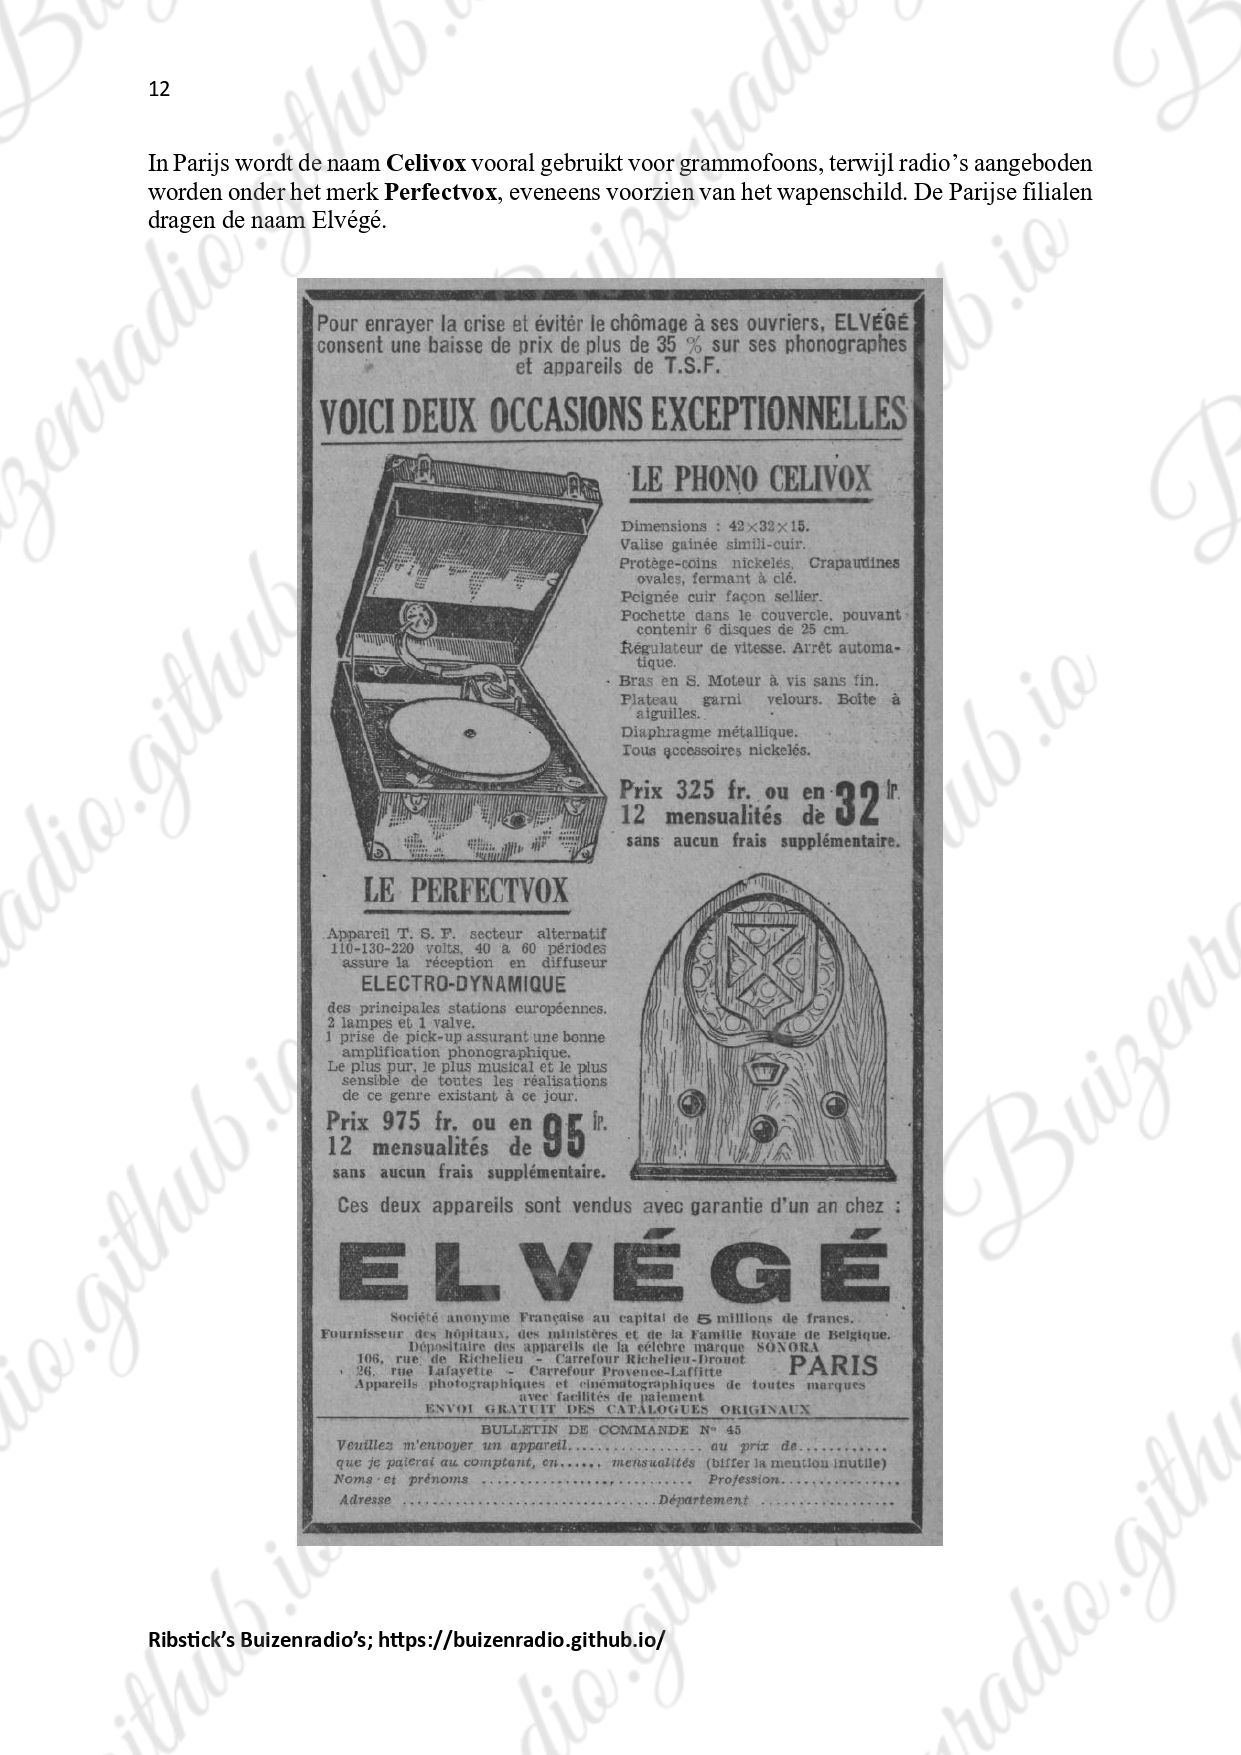 12
In Parijs wordt de naam Celivox vooral gebruikt voor grammofoons, terwijl radio’s aangeboden
worden onder het merk Perfectvox, eveneens voorzien van het wapenschild. De Parijse filialen
dragen de naam Elvégé.
Pour enrayer la crise et évitér le chômage à ses ouvriers, ELVÉGÉ
consent une baisse de prix de plus de 35 % sur ses phonographes
et appareils de T.S.F.
VOICI DEUX OCCASIONS EXCEPTIONNELLES
LE PHONO CELIVOX
Dimensions : 42×32×15.
Valise gainée simili-cuir.
Protège-coins nickelés. Crapaudines
ovales, fermant à clé.
Poignée cuir façon sellier.
Pochette dans le couvercle, pouvant
contenir 6 disques de 25 cm.
Régulateur de vitesse. Arrêt automa-
tique.
Bras en S. Moteur à vis sans fin.
Plateau garni velours. Boîte à
aiguilles.
Diaphragme métallique.
Tous accessoires nickelés.
Prix 325 fr. ou en
12 mensualités de 32 fr.
sans aucun frais supplémentaire.
LE PERFECTVOX
Appareil T. S. F. secteur alternatif
110-130-220 volts, 40 à 60 périodes
assure la réception en diffuseur
ELECTRO-DYNAMIQUE
des principales stations européennes.
2 lampes et 1 valve.
1 prise de pick-up assurant une bonne
amplification phonographique.
Le plus pur, le plus musical et le plus
sensible de toutes les réalisations
de ce genre existant à ce jour.
Prix 975 fr. ou en
12 mensualités de 95 fr.
sans aucun frais supplémentaire.
Ces deux appareils sont vendus avec garantie d’un an chez :
ELVÉGÉ
Société anonyme Française au capital de 5 millions de francs.
Fournisseur des hôpitaux, des ministères et de la Famille Royale de Belgique.
Dépositaire des appareils de la célèbre marque SONORA
106, rue de Richelieu - Carrefour Richelieu-Drouot
26, rue Lafayette - Carrefour Provence-Laffitte
PARIS
Appareils photographiques et cinématographiques de toutes marques
avec facilités de paiement
ENVOI GRATUIT DES CATALOGUES ORIGINAUX
BULLETIN DE COMMANDE N° 45
Veuillez m'envoyer un appareil.................. au prix de............
que je paierai au comptant, en...... mensualités (biffer la mention inutile)
Noms et prénoms ............................ Profession................
Adresse .................................Département ..................
Ribstick’s Buizenradio’s; https://buizenradio.github.io/